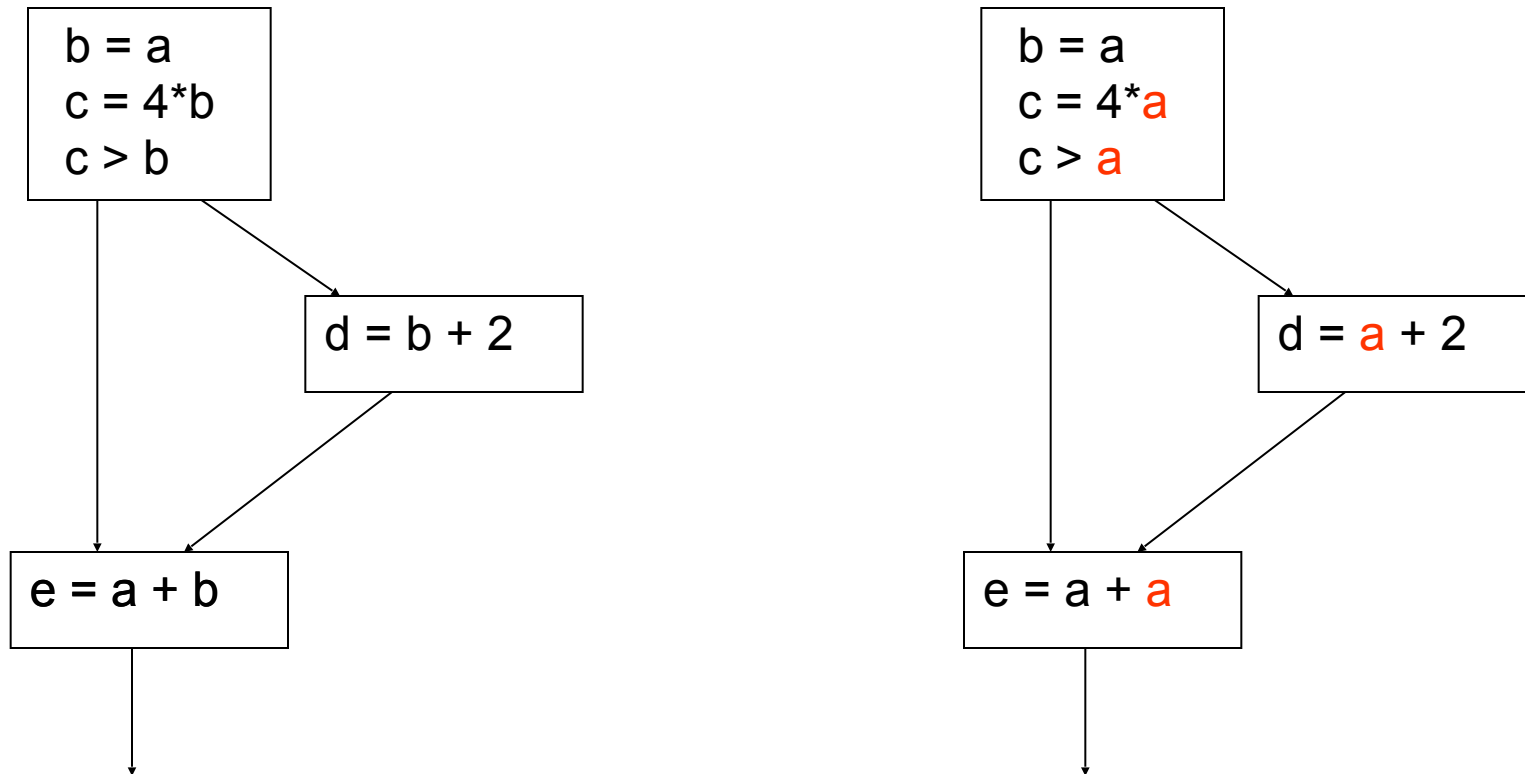 b = a
c = 4*b
c > b
d = b + 2
e = a + b
b = a
c = 4*a
c > a
d = a + 2
e = a + a